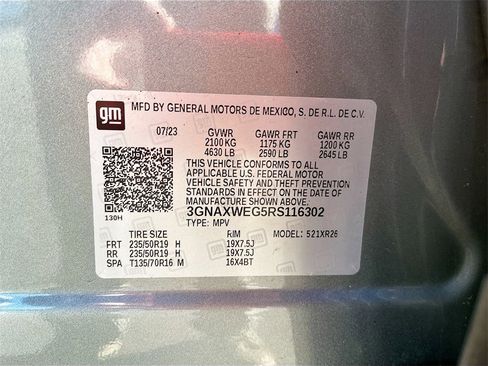 gm
MFD BY GENERAL MOTORS DE MEXICO, S. DE R.L. DE C.V.
07/23 GVWR GAWR FRT GAWR RR
2100 KG 1175 KG 1200 KG
4630 LB 2590 LB 2645 LB
THIS VEHICLE CONFORMS TO ALL
APPLICABLE U.S. FEDERAL MOTOR
VEHICLE SAFETY AND THEFT PREVENTION
STANDARDS IN EFFECT ON THE DATE OF
MANUFACTURE SHOWN ABOVE.
3GNAXWEG5RS116302
130H TYPE: MPV
TIRE SIZE RIM MODEL: 521XR26
FRT 235/50R19 H 19X7.5J
RR 235/50R19 H 19X7.5J
SPA T135/70R16 M 16X4BT